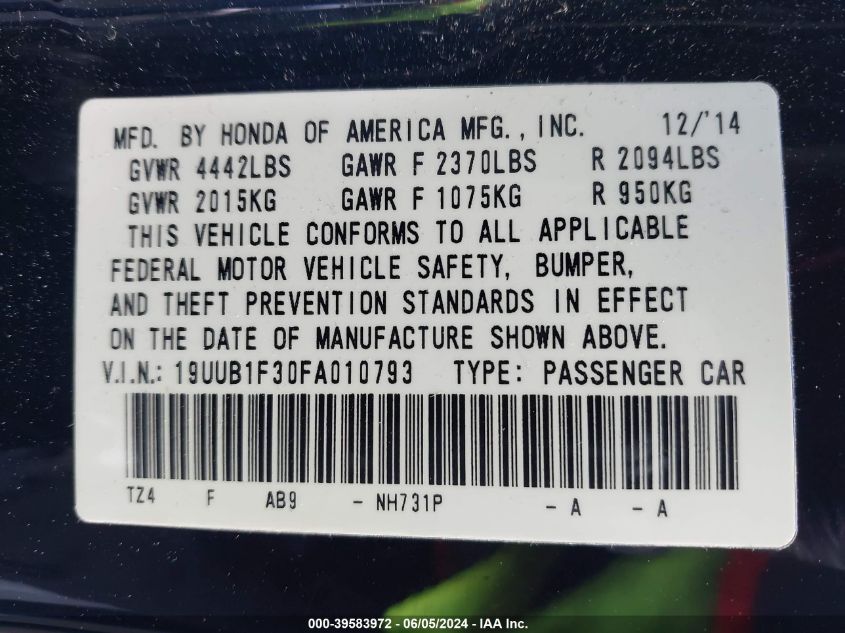 MFD. BY HONDA OF AMERICA MFG., INC. 12/'14
GVWR 4442LBS GAWR F 2370LBS R 2094LBS
GVWR 2015KG GAWR F 1075KG R 950KG
THIS VEHICLE CONFORMS TO ALL APPLICABLE
FEDERAL MOTOR VEHICLE SAFETY, BUMPER,
AND THEFT PREVENTION STANDARDS IN EFFECT
ON THE DATE OF MANUFACTURE SHOWN ABOVE.
V.I.N.: 19UUB1F30FA010793 TYPE: PASSENGER CAR
TZ4 F AB9 - NH731P - A - A
000-39583972 - 06/05/2024 - IAA Inc.